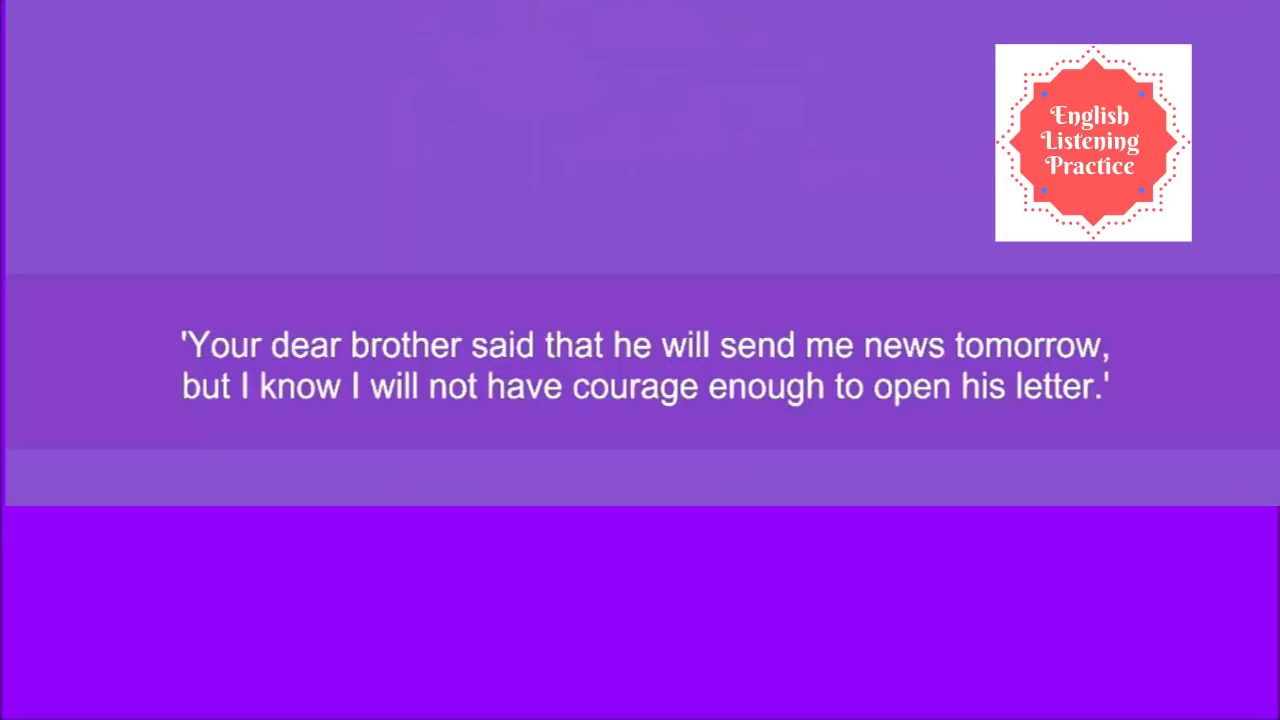 English
Listening
Practice
'Your dear brother said that he will send me news tomorrow,
but I know I will not have courage enough to open his letter.'